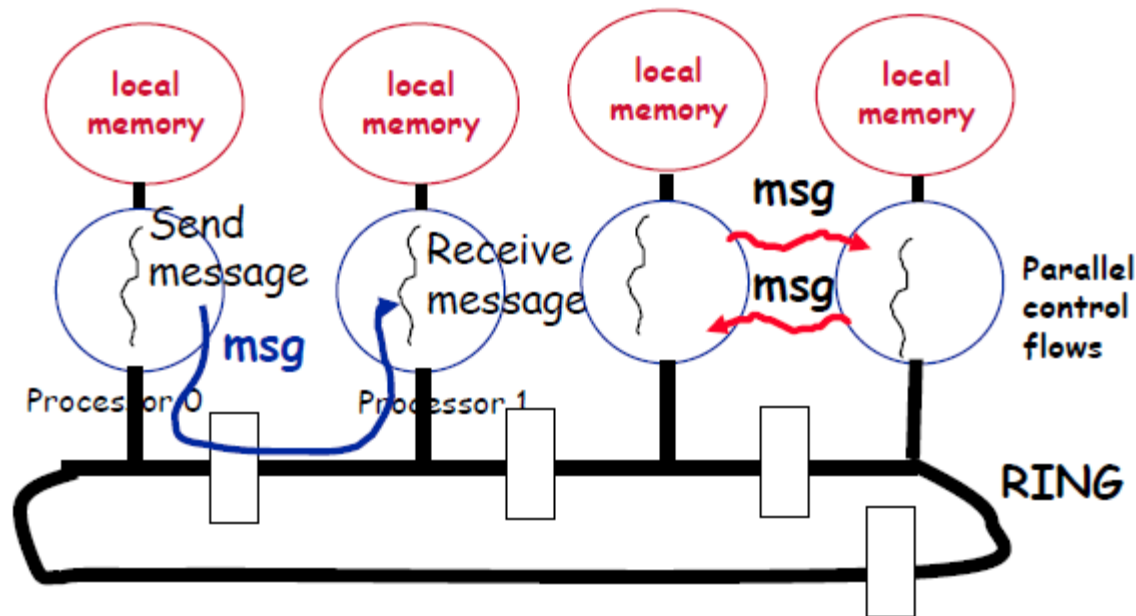 local
memory
local
memory
local
memory
local
memory
Send
message
Receive
message
msg
msg
msg
Parallel
control
flows
Processor 0
Processor 1
RING